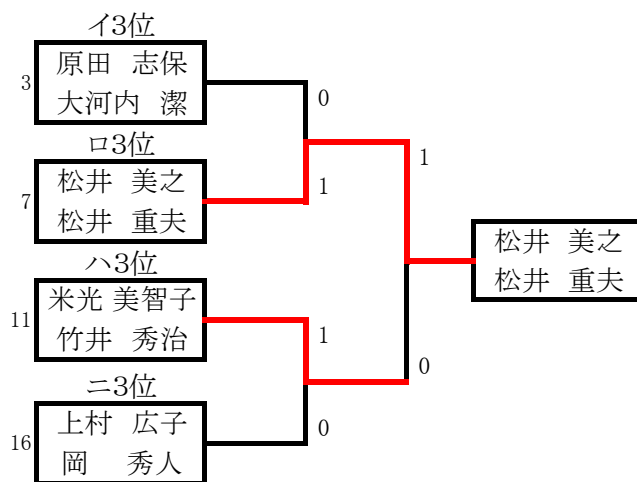 イ3位
3
原田 志保
大河内 潔
0
ロ3位
7
松井 美之
松井 重夫
1
1
松井 美之
松井 重夫
ハ3位
11
米光 美智子
竹井 秀治
1
0
ニ3位
16
上村 広子
岡 秀人
0